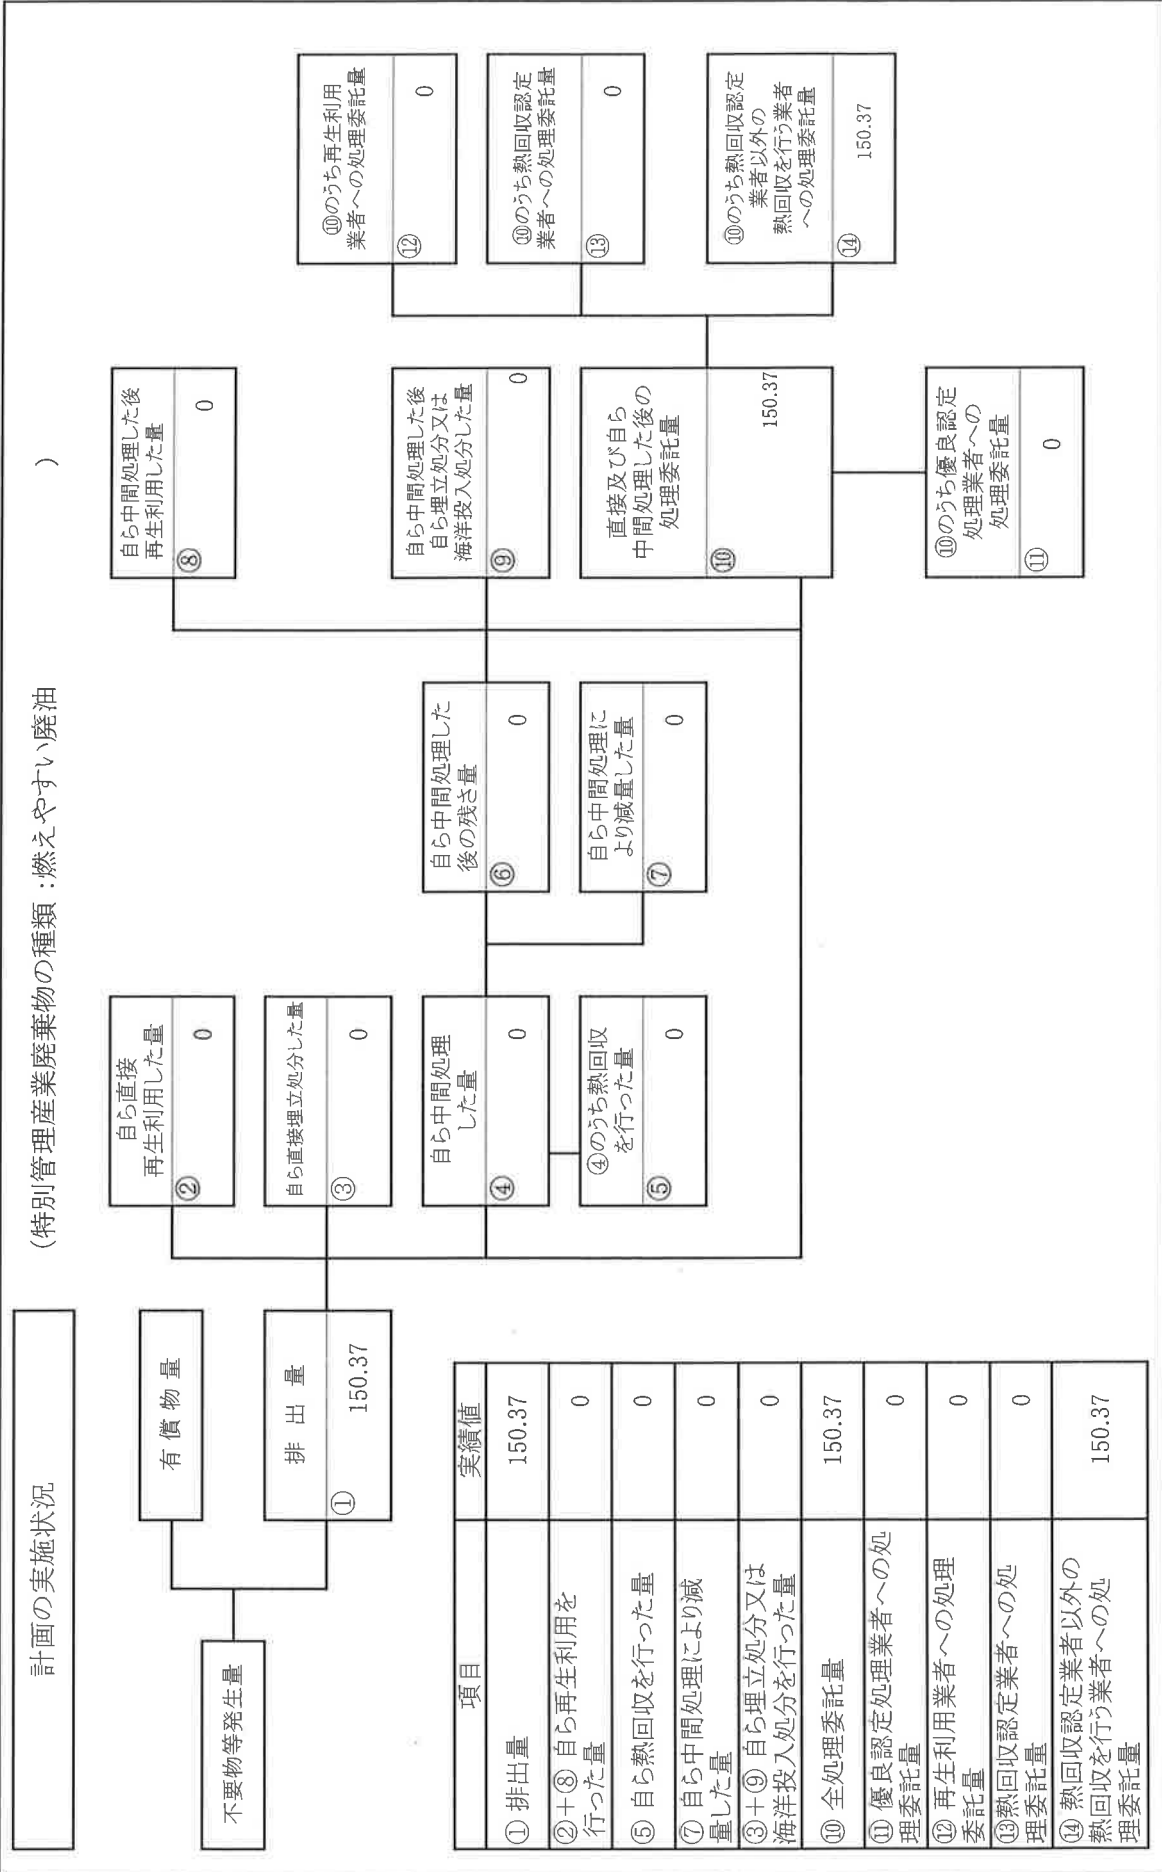 計画の実施状況
(特別管理産業廃棄物の種類:燃えやすい廃油 )
不要物等発生量
有償物量
排出量
① 150.37
自ら直接
再生利用した量
② 0
自ら直接埋立処分した量
③ 0
自ら中間処理
した量
④ 0
④のうち熱回収
を行った量
⑤ 0
自ら中間処理した
後の残さ量
⑥ 0
自ら中間処理に
より減量した量
⑦ 0
自ら中間処理した後
再生利用した量
⑧ 0
自ら中間処理した後
自ら埋立処分又は
海洋投入処分した量
⑨ 0
直接及び自ら
中間処理した後の
処理委託量
⑩ 150.37
⑩のうち優良認定
処理業者への
処理委託量
⑪ 0
⑩のうち再生利用
業者への処理委託量
⑫ 0
⑩のうち熱回収認定
業者への処理委託量
⑬ 0
⑩のうち熱回収認定
業者以外の
熱回収を行う業者
への処理委託量
⑭ 150.37
項目 実績値
① 排出量 150.37
②+⑧ 自ら再生利用を
行った量 0
⑤ 自ら熱回収を行った量 0
⑦ 自ら中間処理により減
量した量 0
③+⑨ 自ら埋立処分又は
海洋投入処分を行った量 0
⑩ 全処理委託量 150.37
⑪ 優良認定処理業者への処
理委託量 0
⑫ 再生利用業者への処理
委託量 0
⑬熱回収認定業者への処
理委託量 0
⑭ 熱回収認定業者以外の
熱回収を行う業者への処
理委託量 150.37